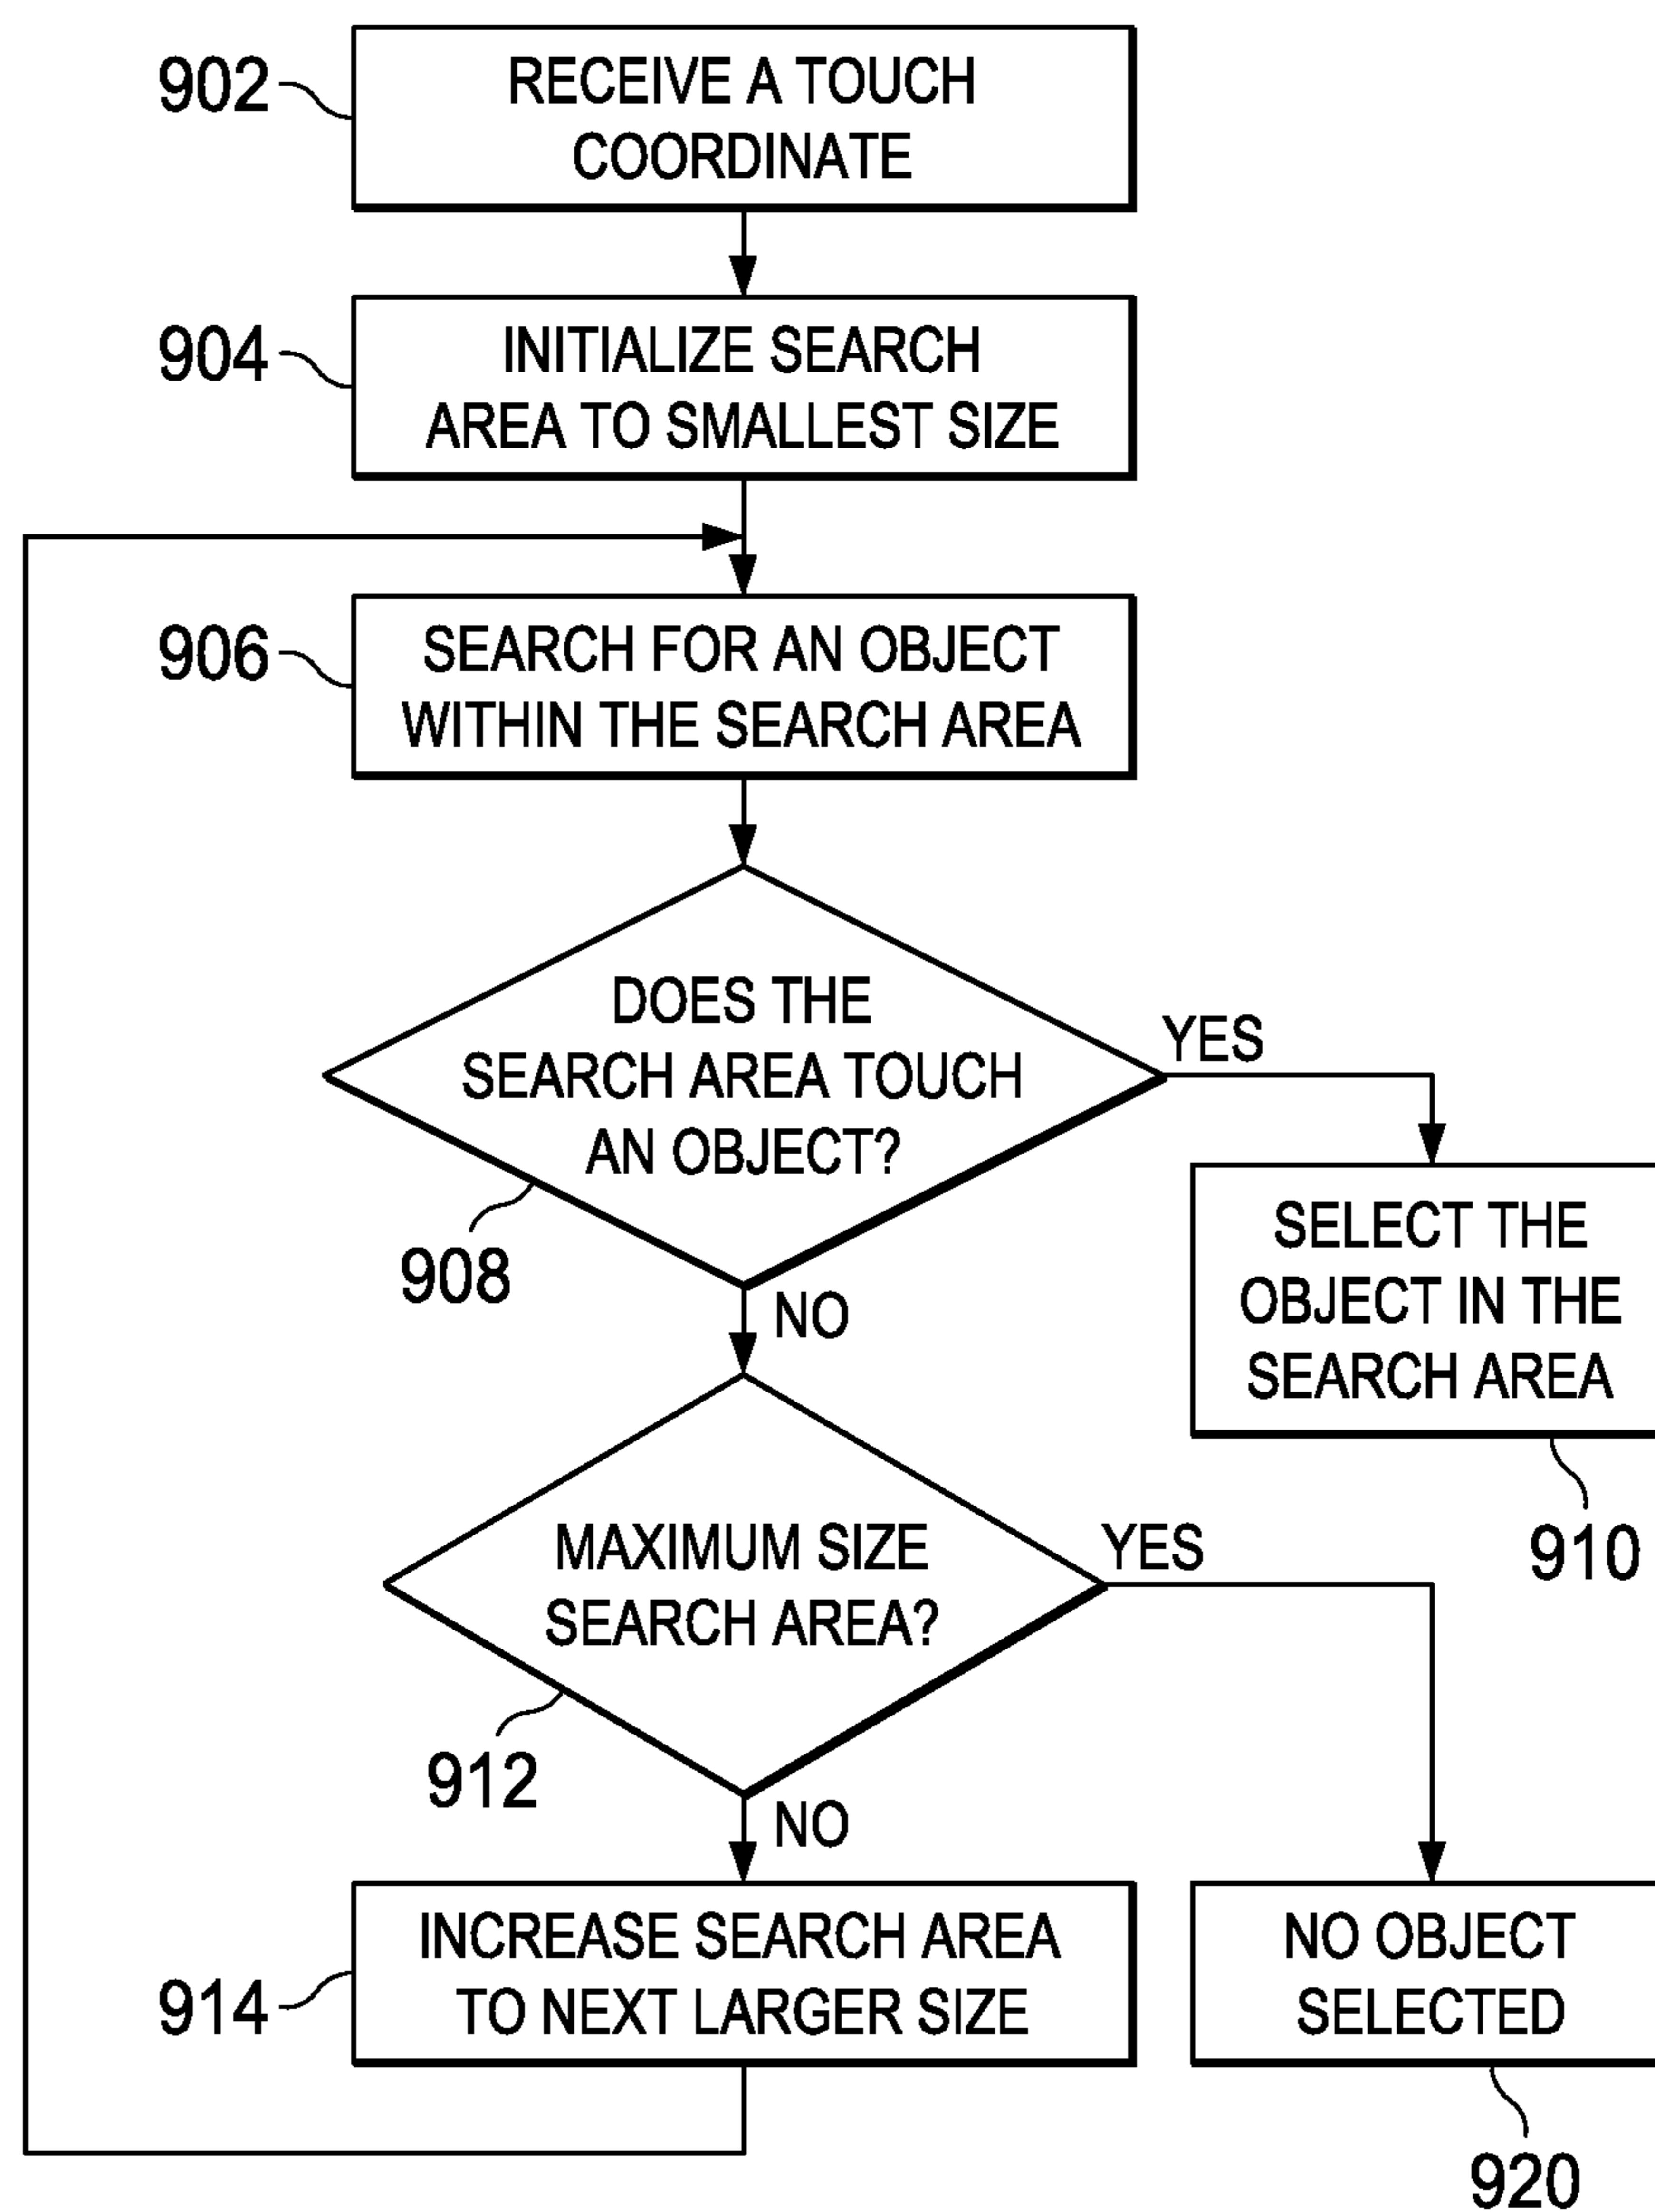 902
RECEIVE A TOUCH
COORDINATE
904
INITIALIZE SEARCH
AREA TO SMALLEST SIZE
906
SEARCH FOR AN OBJECT
WITHIN THE SEARCH AREA
DOES THE
SEARCH AREA TOUCH
AN OBJECT?
908
YES
NO
SELECT THE
OBJECT IN THE
SEARCH AREA
910
MAXIMUM SIZE
SEARCH AREA?
912
YES
NO
914
INCREASE SEARCH AREA
TO NEXT LARGER SIZE
NO OBJECT
SELECTED
920